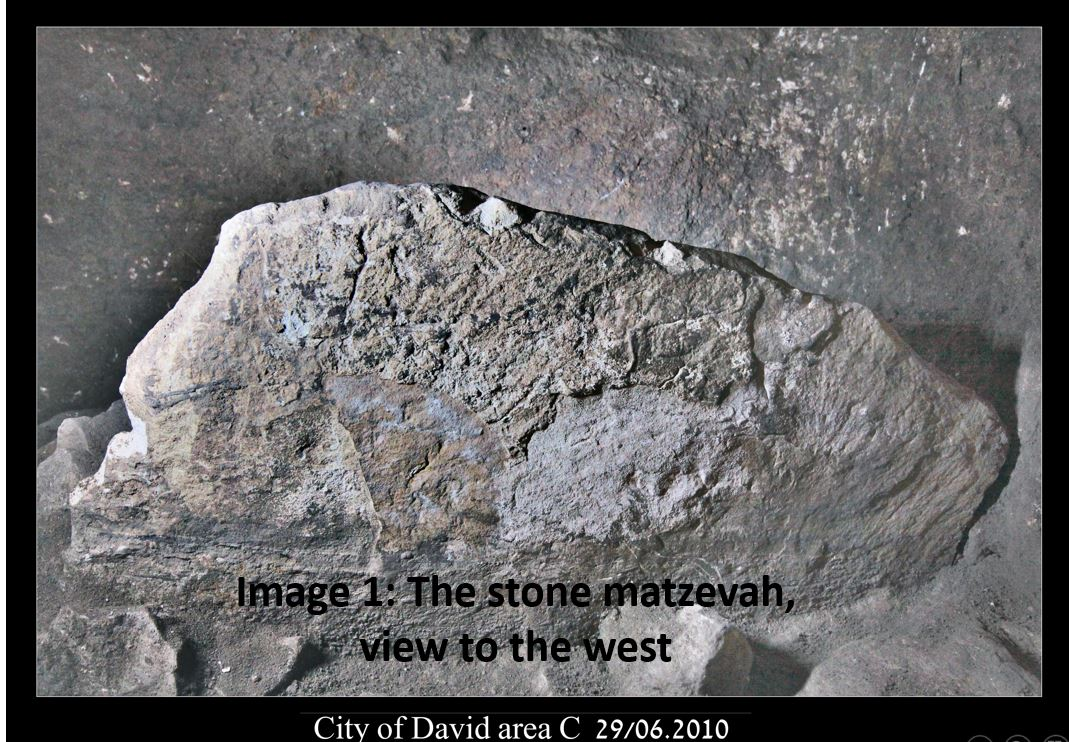 Image 1: The stone matzevah,
view to the west
City of David area C 29/06.2010